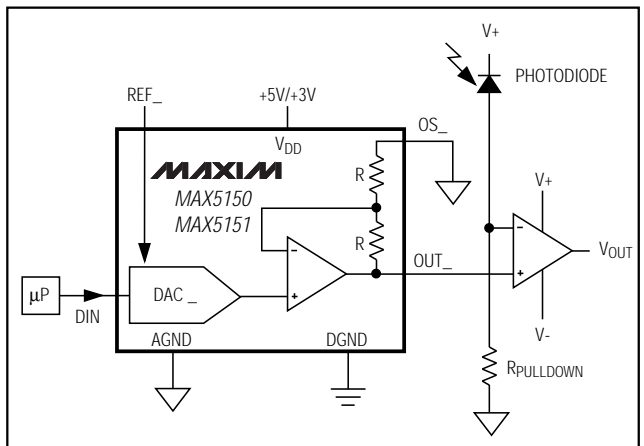 V+
PHOTODIODE
REF_
+5V/+3V
OS_
VDD
MAXIM
MAX5150
MAX5151
R
R
V+
-
+
-
+
VOUT
OUT_
µP
DIN
DAC _
AGND
DGND
V-
RPULLDOWN